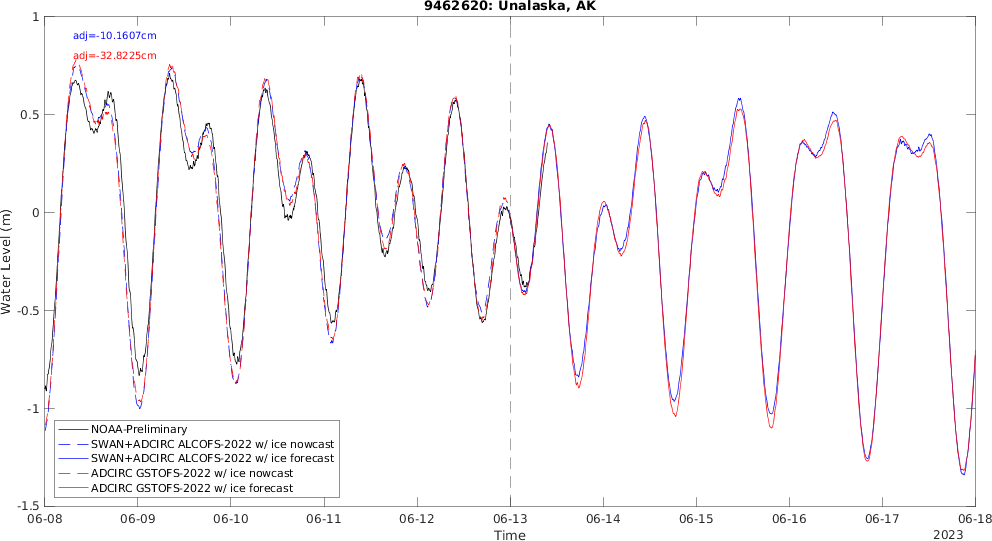 9462620: Unalaska, AK
1
adj=-10.1607cm
adj=-32.8225cm
0.5
0
Water Level (m)
-0.5
-1
NOAA-Preliminary
SWAN+ADCIRC ALCOFS-2022 w/ ice nowcast
SWAN+ADCIRC ALCOFS-2022 w/ ice forecast
ADCIRC GSTOFS-2022 w/ ice nowcast
ADCIRC GSTOFS-2022 w/ ice forecast
-1.5
06-08 06-09 06-10 06-11 06-12 06-13 06-14 06-15 06-16 06-17 06-18
Time 2023